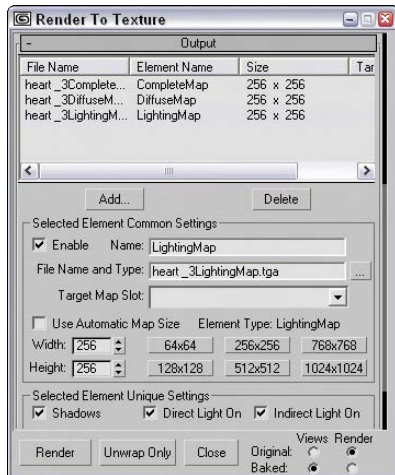 Render To Texture
- Output
File Name Element Name Size Tar
heart _3Complete... CompleteMap 256 x 256
heart _3DiffuseM... DiffuseMap 256 x 256
heart _3LightingM... LightingMap 256 x 256
Add... Delete
Selected Element Common Settings
Enable Name: LightingMap
File Name and Type: heart _3LightingMap.tga ...
Target Map Slot:
Use Automatic Map Size Element Type: LightingMap
Width: 256 64x64 256x256 768x768
Height: 256 128x128 512x512 1024x1024
Selected Element Unique Settings
Shadows Direct Light On Indirect Light On
Views Render
Render Unwrap Only Close Original:
Baked: